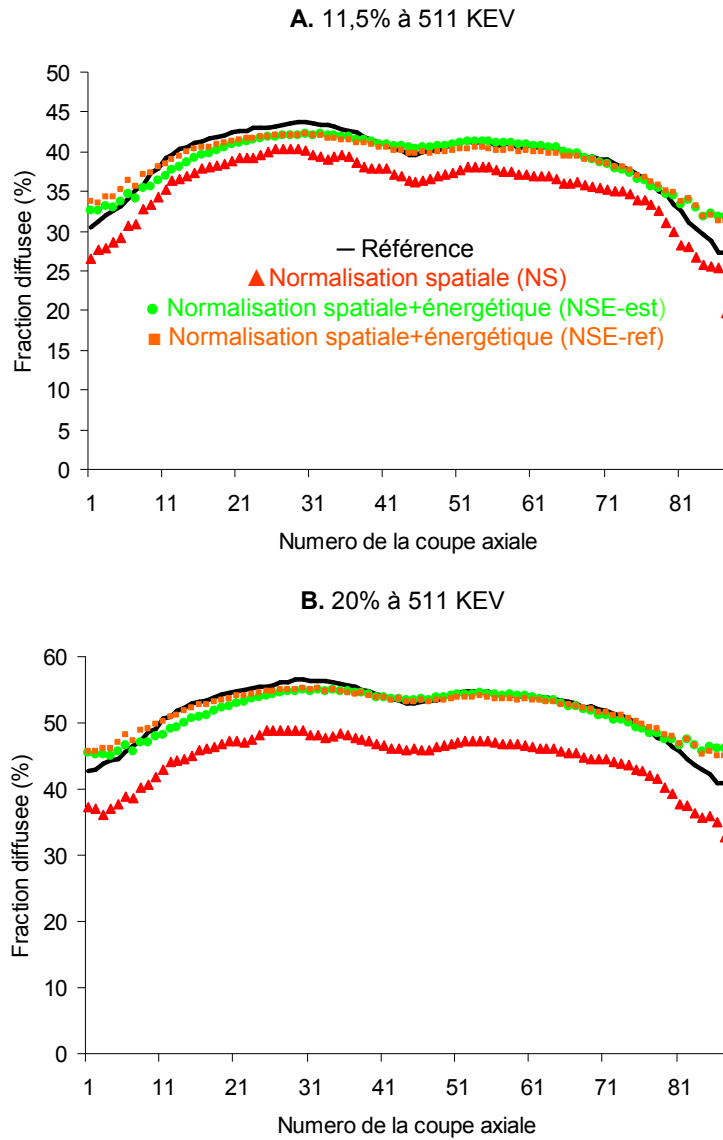 A. 11,5% à 511 KEV
50
45
40
35
30
25
20
15
10
5
0
Fraction diffusee (%)
– Référence
Normalisation spatiale (NS)
Normalisation spatiale+énergétique (NSE-est)
Normalisation spatiale+énergétique (NSE-ref)
1 11 21 31 41 51 61 71 81
Numero de la coupe axiale
B. 20% à 511 KEV
60
50
40
30
20
10
0
Fraction diffusee (%)
1 11 21 31 41 51 61 71 81
Numero de la coupe axiale